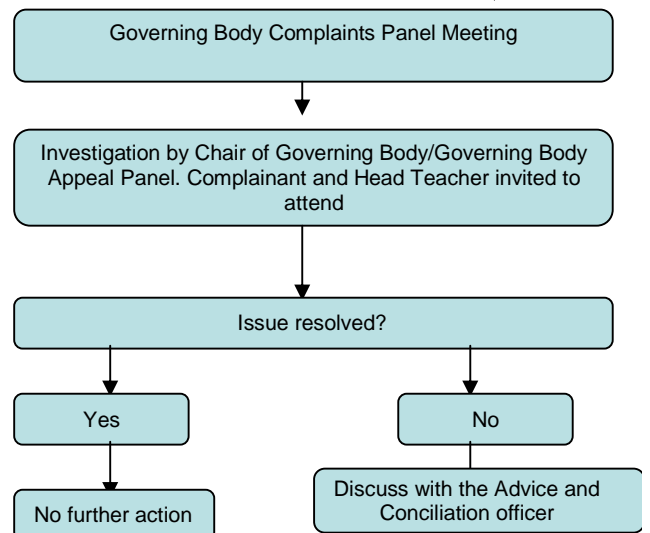 Governing Body Complaints Panel Meeting
Investigation by Chair of Governing Body/Governing Body
Appeal Panel. Complainant and Head Teacher invited to
attend
Issue resolved?
Yes
No
No further action
Discuss with the Advice and
Conciliation officer